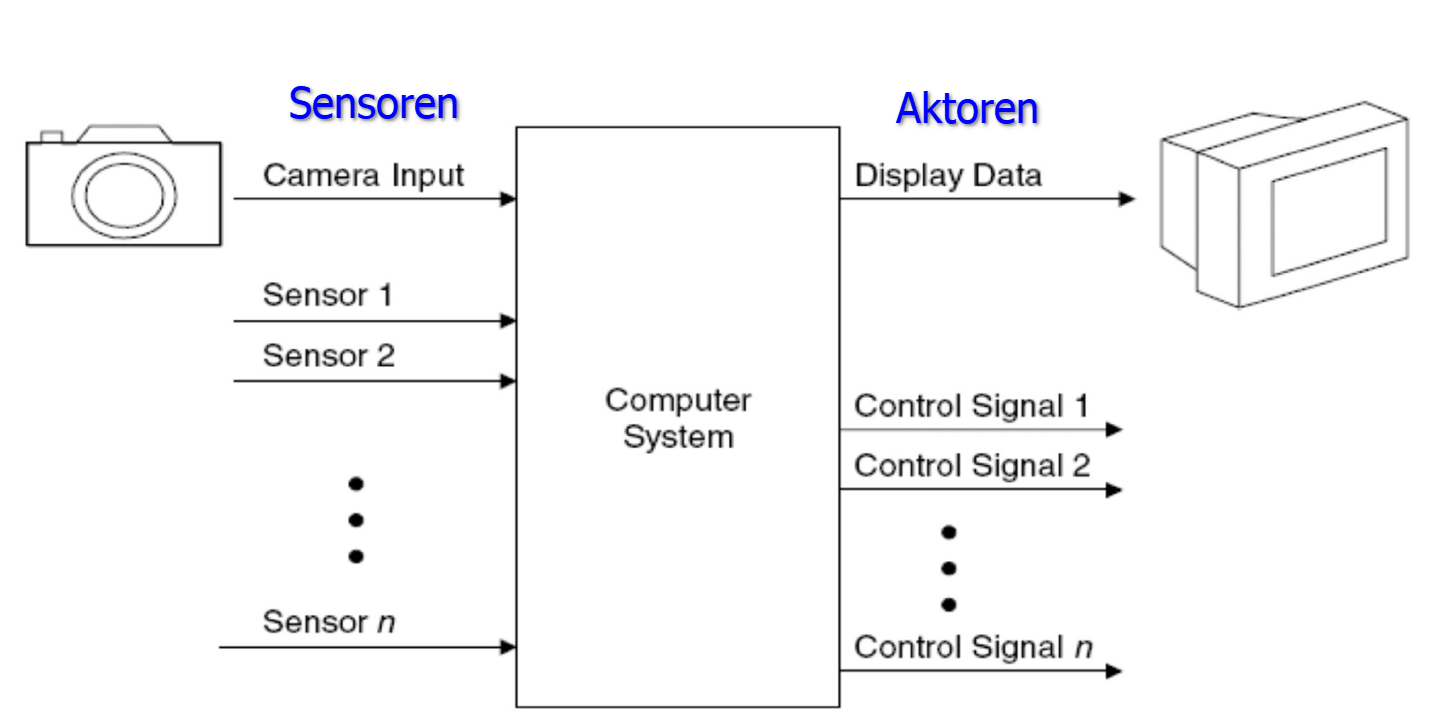 Sensoren
Aktoren
Camera Input
Display Data
Sensor 1
Sensor 2
Computer
System
Control Signal 1
Control Signal 2
Sensor n
Control Signal n